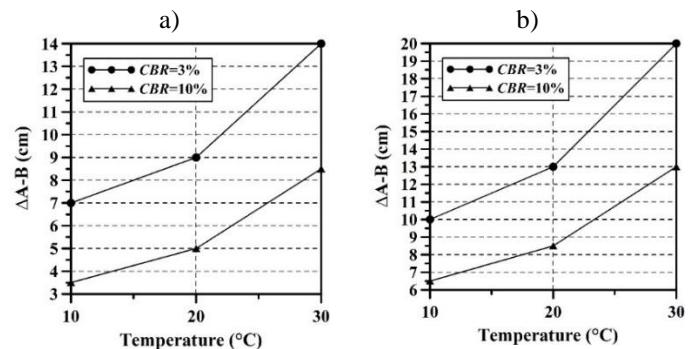 a)
14
13
12
11
10
9
8
7
6
5
4
3
ΔA-B (cm)
CBR=3%
CBR=10%
10 20 30
Temperature (°C)
b)
20
19
18
17
16
15
14
13
12
11
10
9
8
7
6
ΔA-B (cm)
CBR=3%
CBR=10%
10 20 30
Temperature (°C)